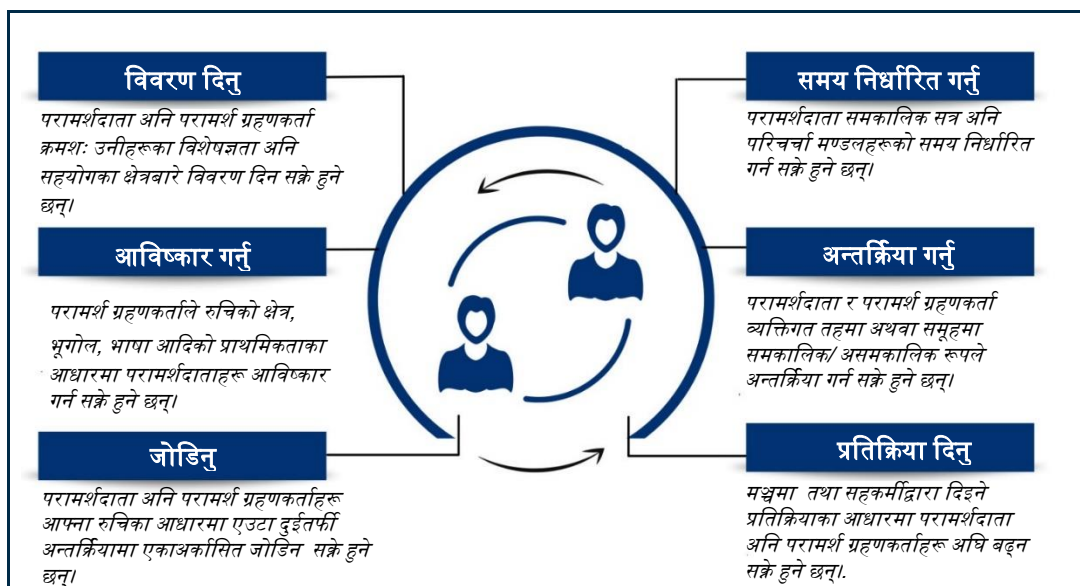 विवरण दिनु
परामर्शदाता अनि परामर्श ग्रहणकर्ता
क्रमशः उनीहरूका विशेषज्ञता अनि
सहयोगका क्षेत्रबारे विवरण दिन सक्ने हुने
छन्।
आविष्कार गर्नु
परामर्श ग्रहणकर्ताले रुचिको क्षेत्र,
भूगोल, भाषा आदिको प्राथमिकताका
आधारमा परामर्शदाताहरू आविष्कार
गर्न सक्ने हुने छन्।
जोडिनु
परामर्शदाता अनि परामर्श ग्रहणकर्ताहरू
आफ्ना रुचिका आधारमा एउटा दुईतर्फी
अन्तर्क्रियामा एकाअर्कासित जोडिन सक्ने हुने
छन्।
समय निर्धारित गर्नु
परामर्शदाता समकालिक सत्र अनि
परिचर्चा मण्डलहरूको समय निर्धारित
गर्न सक्ने हुने छन्।
अन्तर्क्रिया गर्नु
परामर्शदाता र परामर्श ग्रहणकर्ता
व्यक्तिगत तहमा अथवा समूहमा
समकालिक/ असमकालिक रूपले
अन्तर्क्रिया गर्न सक्ने हुने छन्।
प्रतिक्रिया दिनु
मञ्चमा तथा सहकर्मीद्वारा दिइने
प्रतिक्रियाका आधारमा परामर्शदाता
अनि परामर्श ग्रहणकर्ताहरू अघि बढ्न
सक्ने हुने छन्।.